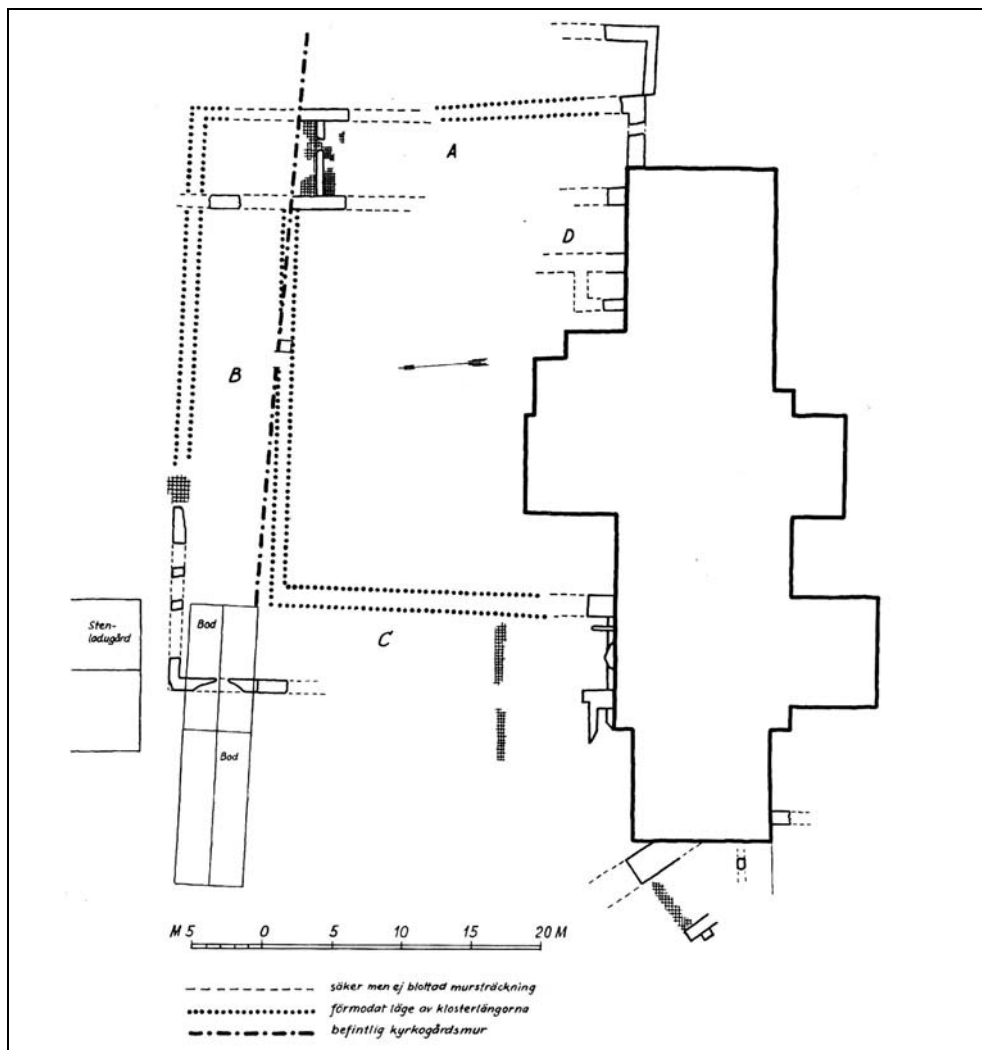 A
D
B
C
Sten-
ladugård
Bod
Bod
M 5 0 5 10 15 20 M
säker men ej blottad mursträckning
förmodat läge av klosterlängorna
befintlig kyrkogårdsmur